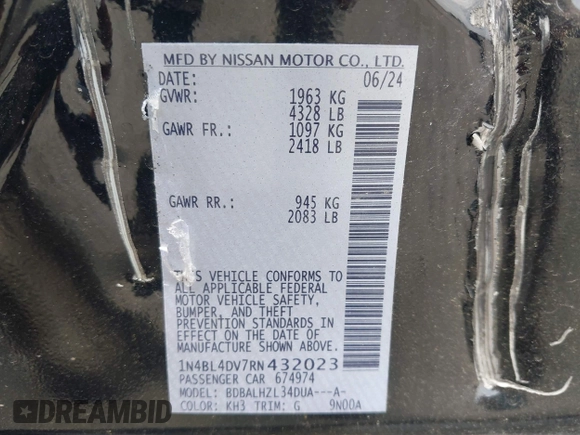 MFD BY NISSAN MOTOR CO., LTD.
DATE: 06/24
GVWR: 1963 KG
4328 LB
GAWR FR.: 1097 KG
2418 LB
GAWR RR.: 945 KG
2083 LB
THIS VEHICLE CONFORMS TO
ALL APPLICABLE FEDERAL
MOTOR VEHICLE SAFETY,
BUMPER, AND THEFT
PREVENTION STANDARDS IN
EFFECT ON THE DATE OF
MANUFACTURE SHOWN ABOVE.
1N4BL4DV7RN432023
PASSENGER CAR 674974
MODEL: BDBALHZL34DUA---A-
COLOR: KH3 TRIM: G 9N00A
CARFAST.EXPRESS